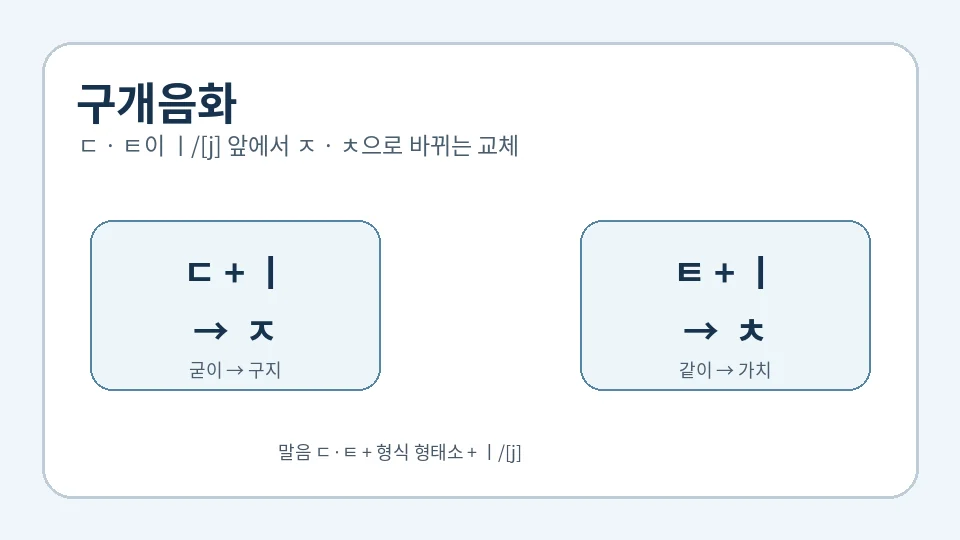 구개음화
ㄷ · ㅌ이 ㅣ/[j] 앞에서 ㅈ · ㅊ으로 바뀌는 교체
ㄷ + ㅣ
→ ㅈ
굳이 → 구지
ㅌ + ㅣ
→ ㅊ
같이 → 가치
말음 ㄷ·ㅌ + 형식 형태소 + ㅣ/[j]